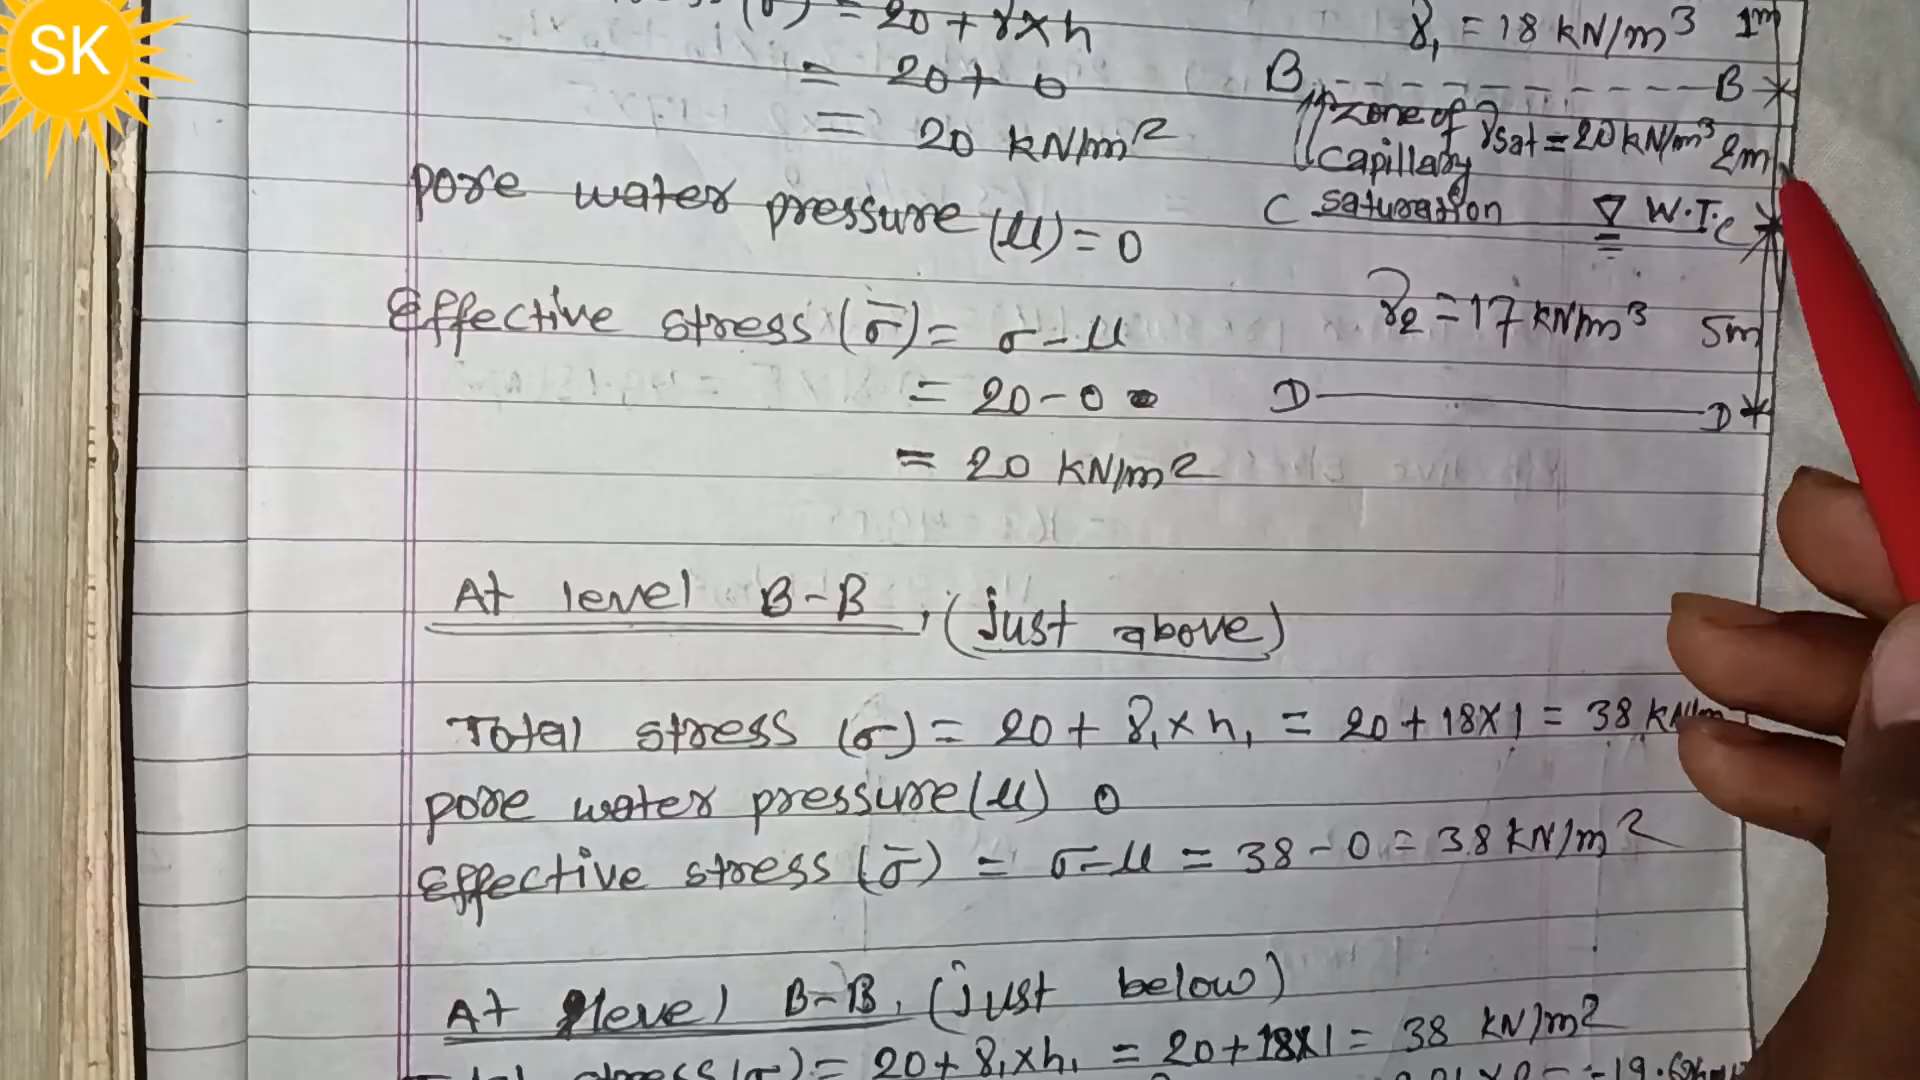 SK
(σ) = 20 + γ × h
= 20 + 0
= 20 kN/m²
γ₁ = 18 kN/m³ 1m
B B
zone of capillary saturation
γsat = 20 kN/m³ 2m
C W.T. C
pore water pressure (u) = 0
γ₂ = 17 kN/m³ 5m
Effective stress (σ̄) = σ - u
= 20 - 0
D D
= 20 kN/m²
At level B-B, (just above)
Total stress (σ) = 20 + γ₁ × h₁ = 20 + 18 × 1 = 38
pore water pressure (u) 0
Effective stress (σ̄) = σ - u = 38 - 0 = 38 kN/m²
At level B-B, (just below)
(σ) = 20 + γ₁ × h₁ = 20 + 18 × 1 = 38 kN/m²